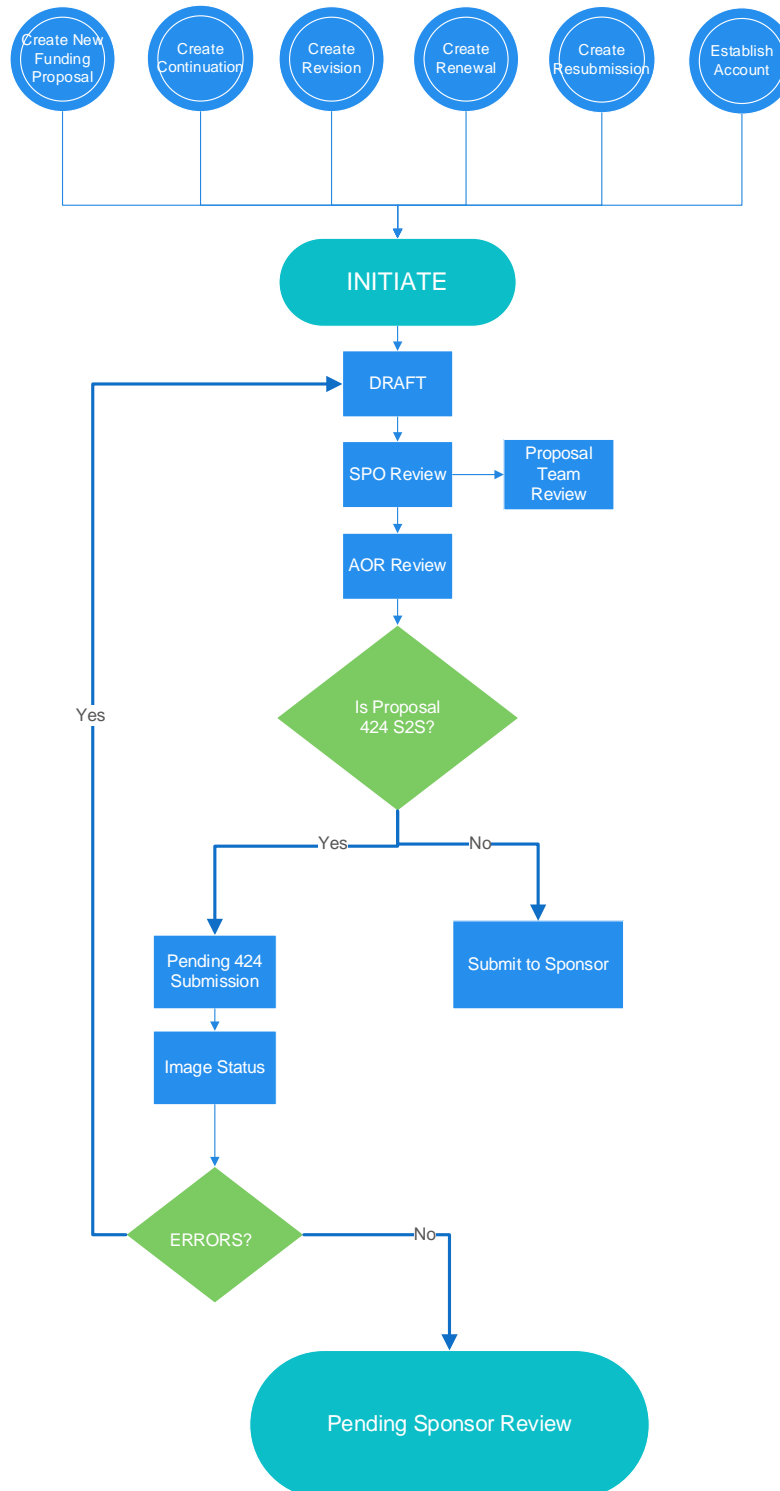 Create New
Funding
Proposal
Create
Continuation
Create
Revision
Create
Renewal
Create
Resubmission
Establish
Account
INITIATE
DRAFT
SPO Review
Proposal
Team
Review
AOR Review
Is Proposal
424 S2S?
Yes
Yes
No
Pending 424
Submission
Submit to Sponsor
Image Status
ERRORS?
No
Pending Sponsor Review